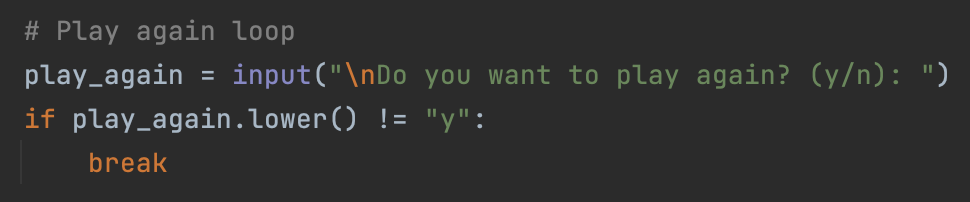 # Play again loop
play_again = input("\nDo you want to play again? (y/n): ")
if play_again.lower() != "y":
    break